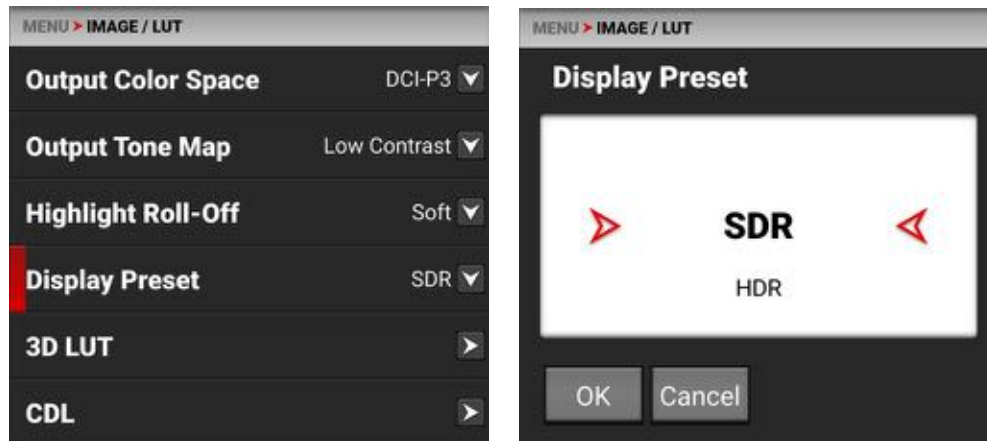 MENU > IMAGE / LUT
Output Color Space DCI-P3
Output Tone Map Low Contrast
Highlight Roll-Off Soft
Display Preset SDR
3D LUT
CDL
MENU > IMAGE / LUT
Display Preset
SDR
HDR
OK Cancel